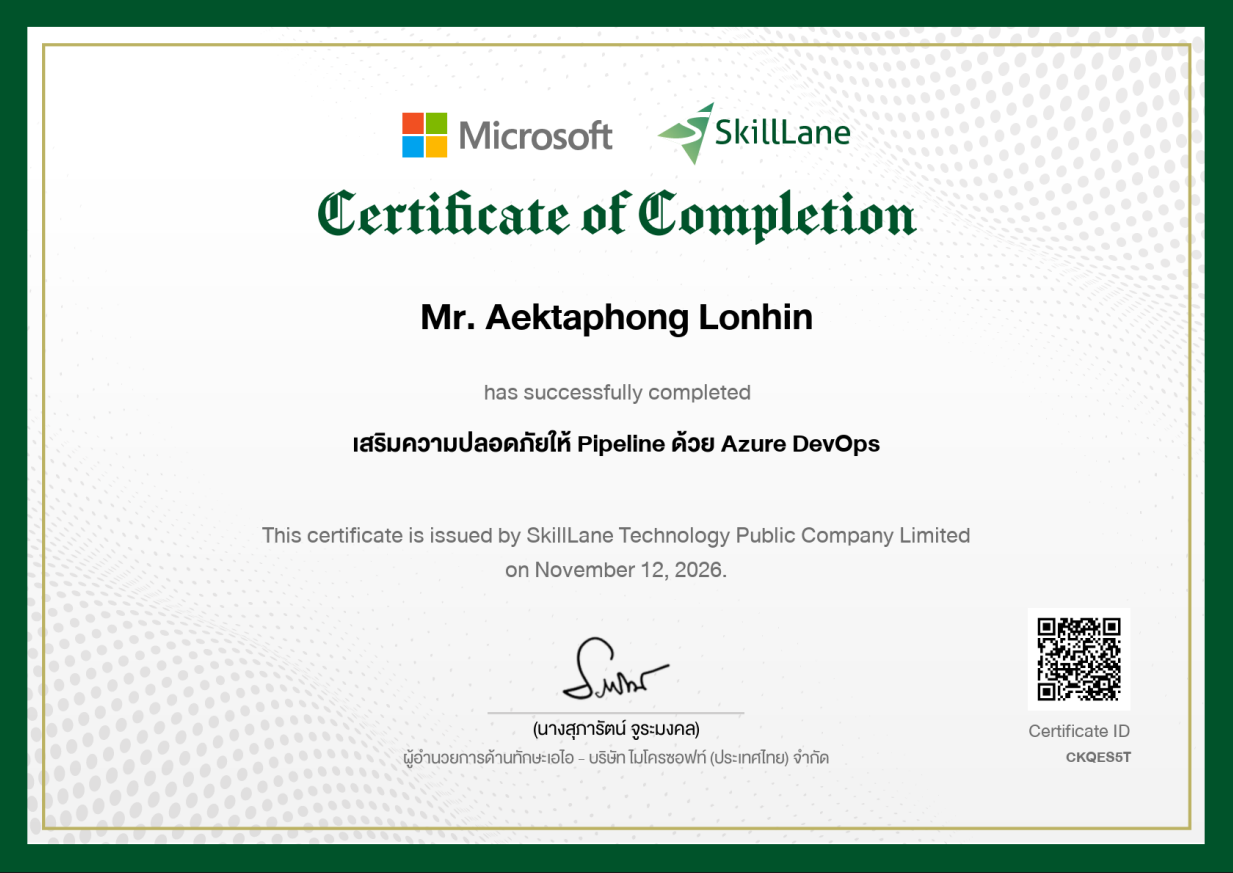 Microsoft SkillLane
Certificate of Completion
Mr. Aektaphong Lonhin
has successfully completed
เสริมความปลอดภัยให้ Pipeline ด้วย Azure DevOps
This certificate is issued by SkillLane Technology Public Company Limited
on November 12, 2026.
(นางสุภารัตน์ จูระมงคล)
ผู้อำนวยการด้านทักษะเอไอ - บริษัท ไมโครซอฟท์ (ประเทศไทย) จำกัด
Certificate ID
CKQES5T